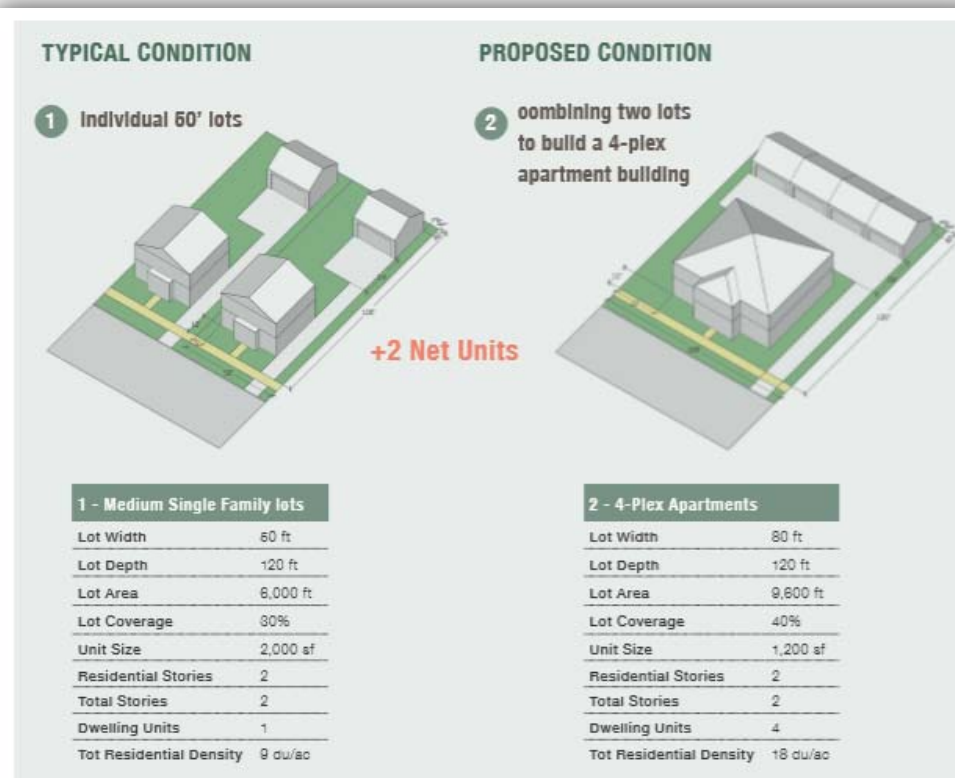 TYPICAL CONDITION
1 Individual 50' lots
PROPOSED CONDITION
2 combining two lots
to build a 4-plex
apartment building
+2 Net Units
1 - Medium Single Family lots
Lot Width 50 ft
Lot Depth 120 ft
Lot Area 6,000 ft
Lot Coverage 30%
Unit Size 2,000 sf
Residential Stories 2
Total Stories 2
Dwelling Units 1
Tot Residential Density 9 du/ac
2 - 4-Plex Apartments
Lot Width 80 ft
Lot Depth 120 ft
Lot Area 9,600 ft
Lot Coverage 40%
Unit Size 1,200 sf
Residential Stories 2
Total Stories 2
Dwelling Units 4
Tot Residential Density 18 du/ac